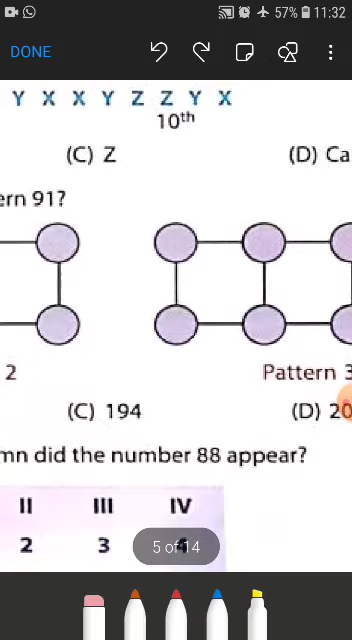 57% 11:32
DONE
Y X X Y Z Z Y X
10th
(C) Z (D) Ca
ern 91?
2 Pattern 3
(C) 194 (D) 20
mn did the number 88 appear?
II III IV
2 3 4
5 of 14